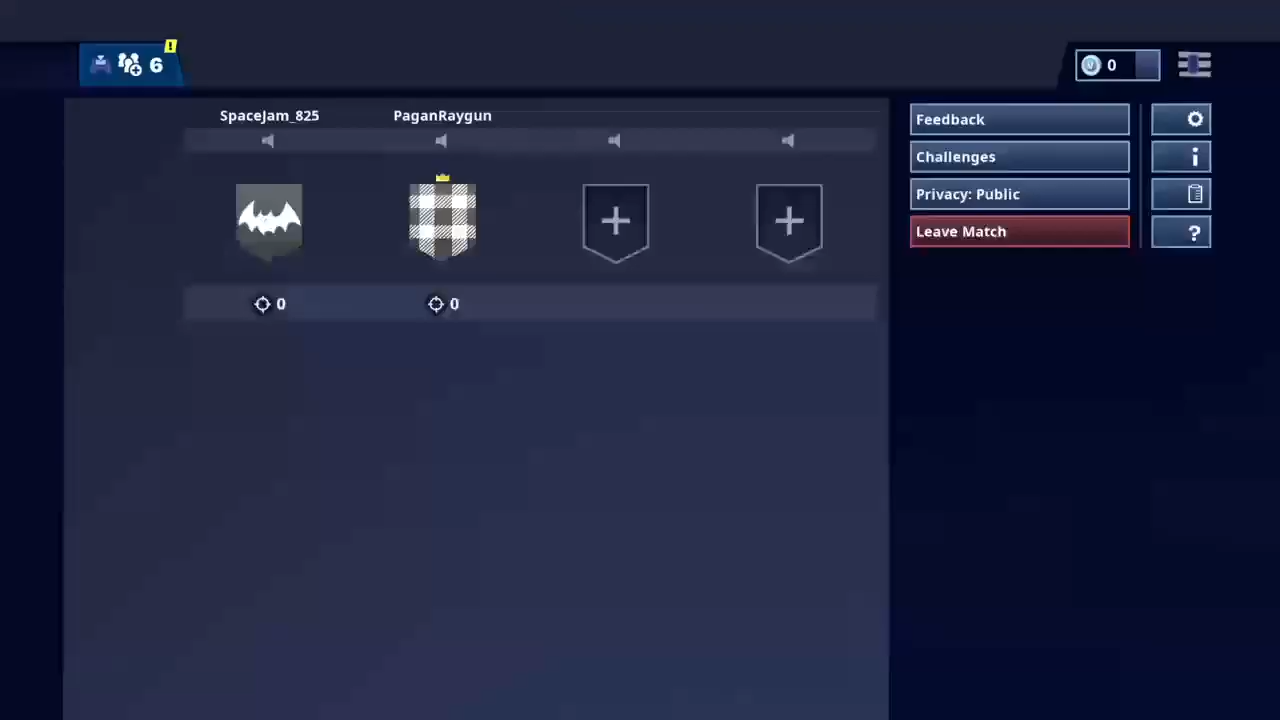 6
!
0
SpaceJam_825
PaganRaygun
Feedback
Challenges
i
Privacy: Public
Leave Match
?
0
0